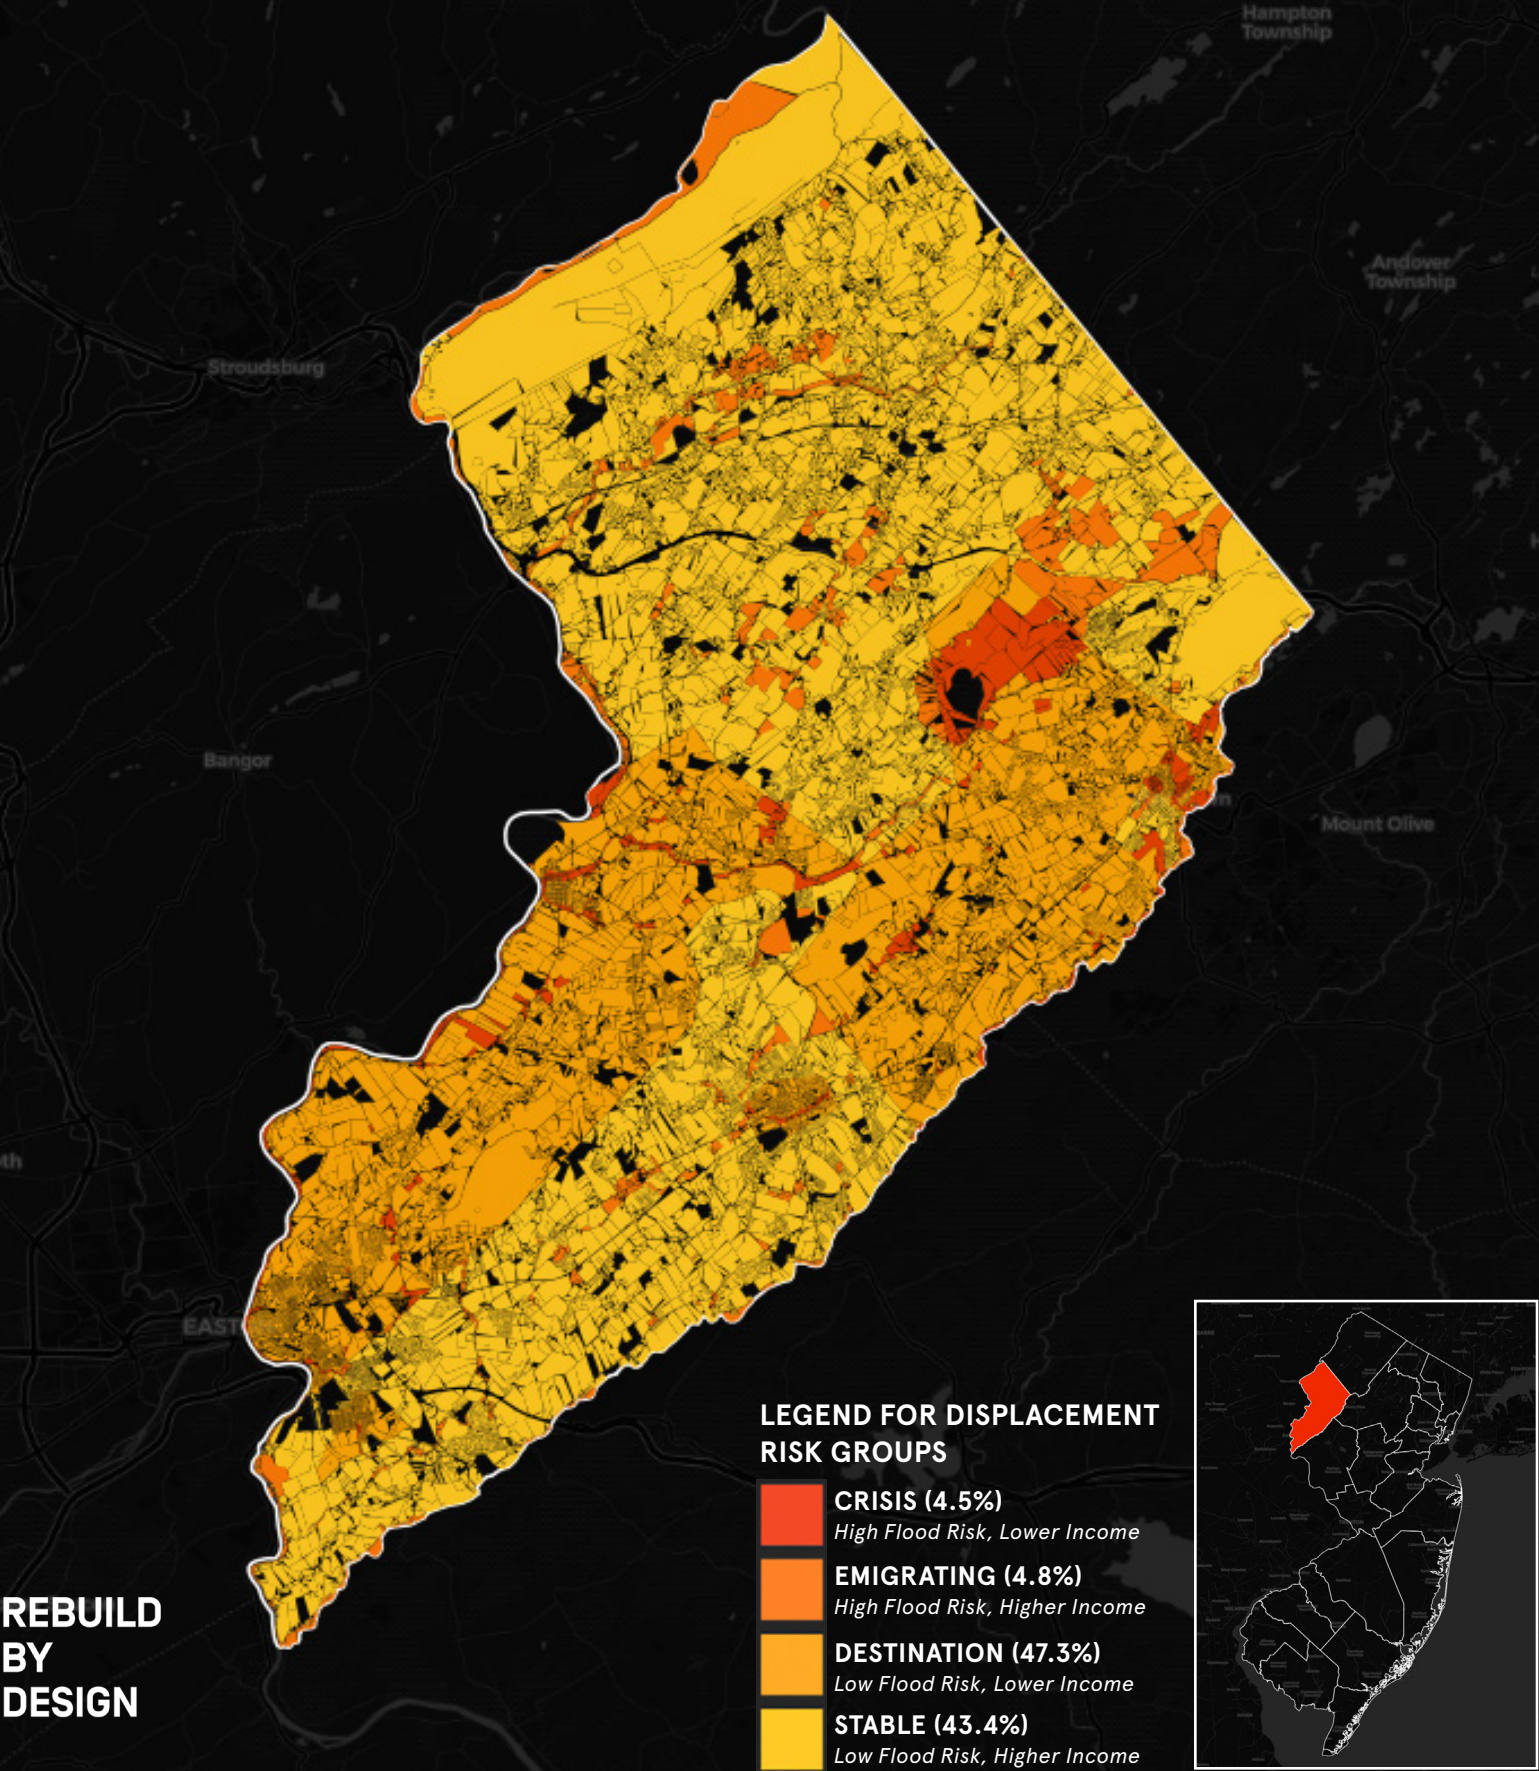 Hampton
Township
Andover
Township
Stroudsburg
Bangor
Mount Olive
EAST
REBUILD
BY
DESIGN
LEGEND FOR DISPLACEMENT
RISK GROUPS
CRISIS (4.5%)
High Flood Risk, Lower Income
EMIGRATING (4.8%)
High Flood Risk, Higher Income
DESTINATION (47.3%)
Low Flood Risk, Lower Income
STABLE (43.4%)
Low Flood Risk, Higher Income